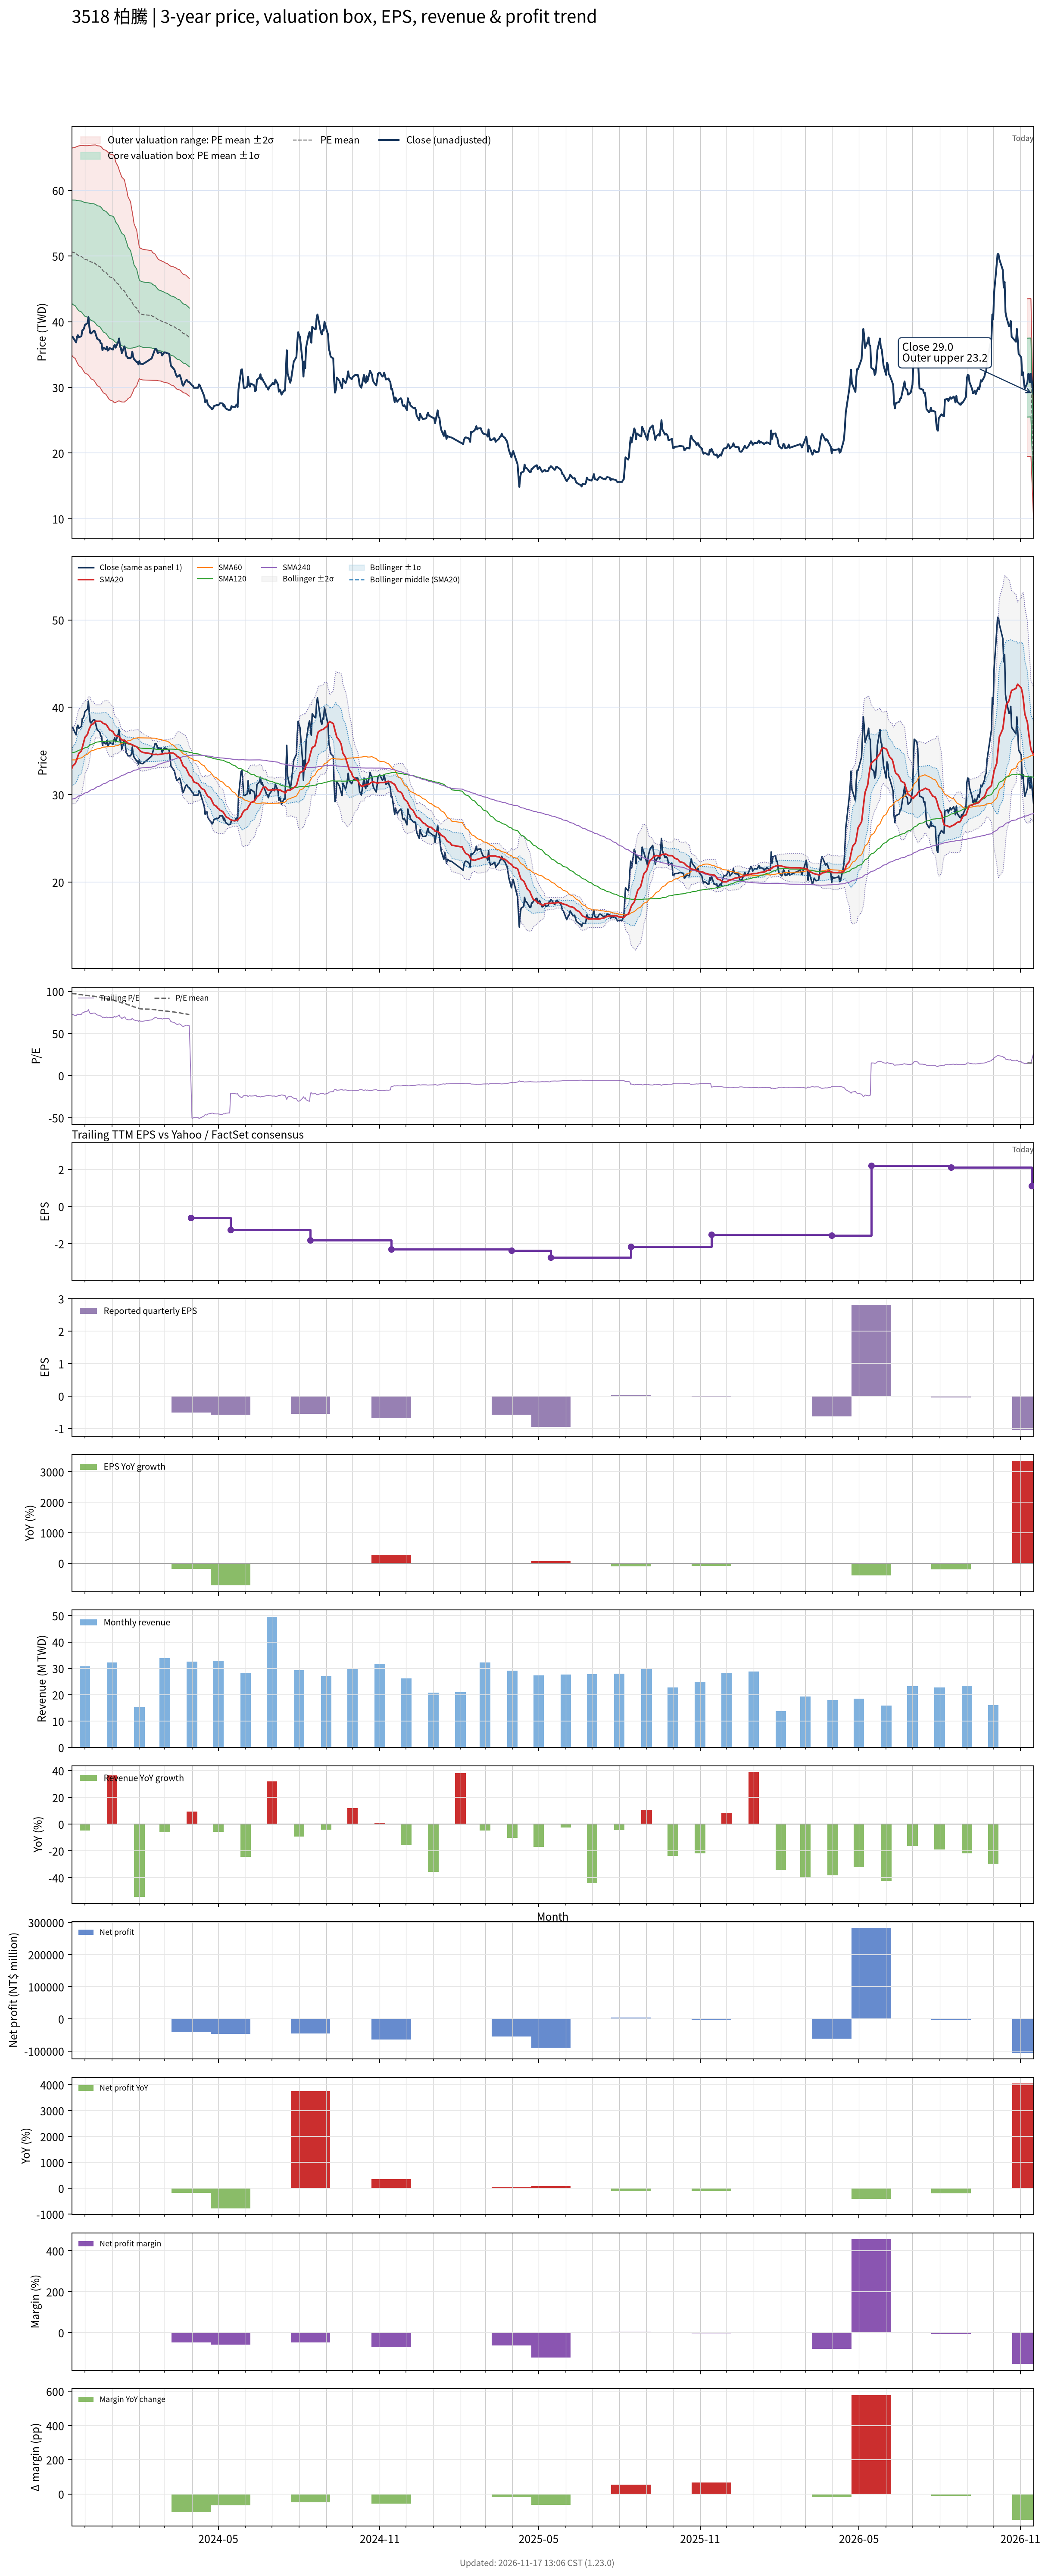 3518 柏騰 | 3-year price, valuation box, EPS, revenue & profit trend
Outer valuation range: PE mean ±2σ
PE mean
Close (unadjusted)
Core valuation box: PE mean ±1σ
Today
60
50
40
30
20
10
Price (TWD)
Close 29.0
Outer upper 23.2
Close (same as panel 1)
SMA20
SMA60
SMA120
SMA240
Bollinger ±2σ
Bollinger ±1σ
Bollinger middle (SMA20)
50
40
30
20
Price
Trailing P/E
P/E mean
100
50
0
-50
P/E
Trailing TTM EPS vs Yahoo / FactSet consensus
Today
2
0
-2
EPS
Reported quarterly EPS
3
2
1
0
-1
EPS
EPS YoY growth
3000
2000
1000
0
YoY (%)
Monthly revenue
50
40
30
20
10
0
Revenue (M TWD)
Revenue YoY growth
40
20
0
-20
-40
YoY (%)
Month
Net profit
300000
200000
100000
0
-100000
Net profit (NT$ million)
Net profit YoY
4000
3000
2000
1000
0
-1000
YoY (%)
Net profit margin
400
200
0
Margin (%)
Margin YoY change
600
400
200
0
Δ margin (pp)
2024-05
2024-11
2025-05
2025-11
2026-05
2026-11
Updated: 2026-11-17 13:06 CST (1.23.0)